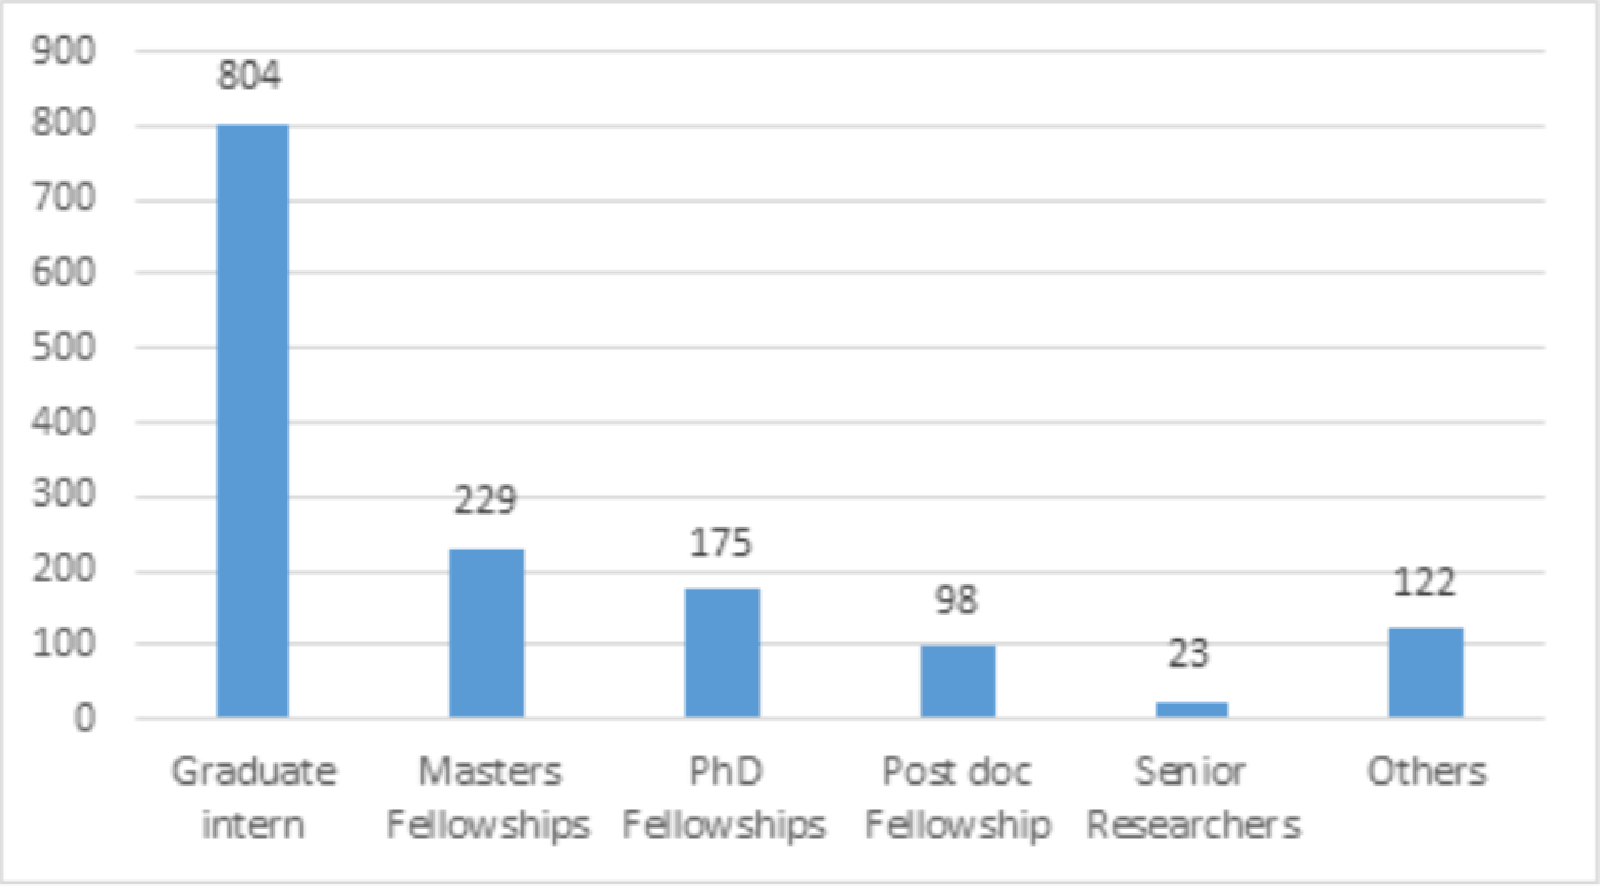 900
804
800
700
600
500
400
300
229
175
200
122
98
100
23
0
Graduate intern
Masters Fellowships
PhD Fellowships
Post doc Fellowship
Senior Researchers
Others